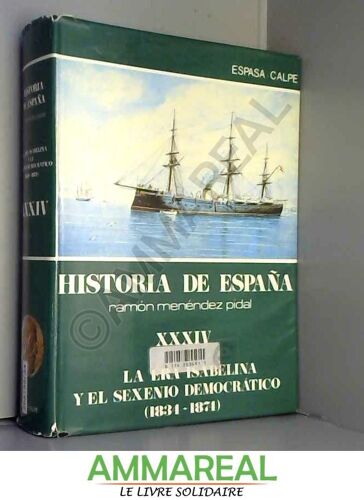 ESPASA CALPE
HISTORIA DE ESPAÑA
ramón menéndez pidal
XXXIV
LA ERA ISABELINA
Y EL SEXENIO DEMOCRÁTICO
(1834-1874)
HISTORIA
DE ESPAÑA
XXXIV
©AMMAREAL
AMMAREAL
LE LIVRE SOLIDAIRE